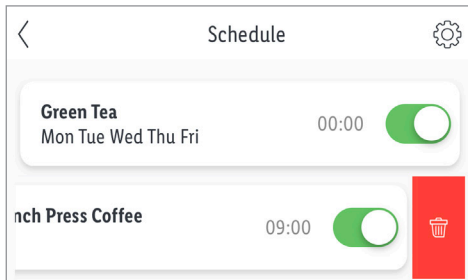 Schedule
Green Tea
Mon Tue Wed Thu Fri
00:00
nch Press Coffee
09:00